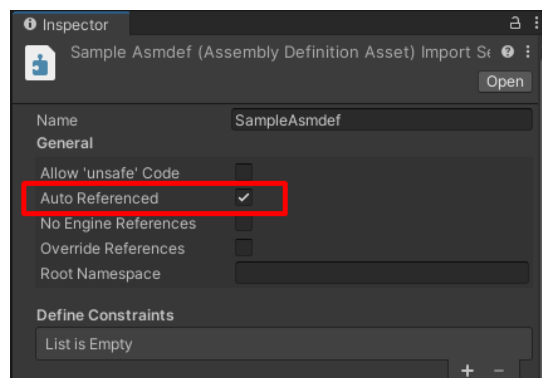 Inspector
Sample Asmdef (Assembly Definition Asset) Import Se
Open
Name SampleAsmdef
General
Allow 'unsafe' Code
Auto Referenced
No Engine References
Override References
Root Namespace
Define Constraints
List is Empty